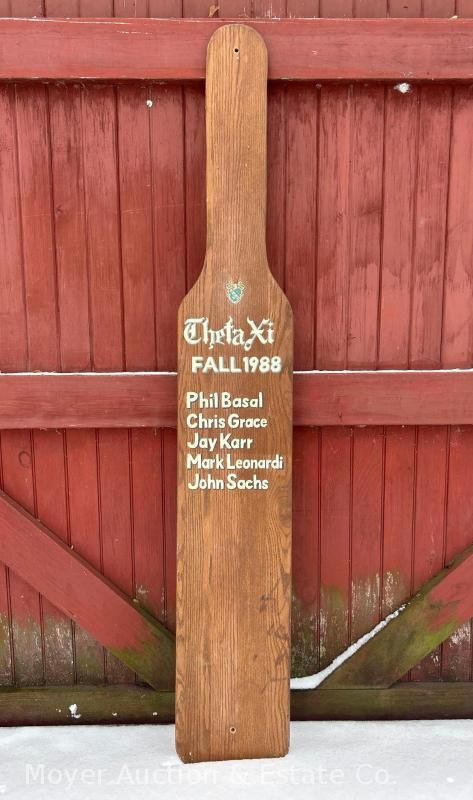 Theta Xi
FALL 1988
Phil Basal
Chris Grace
Jay Karr
Mark Leonardi
John Sachs
Moyer Auction & Estate Co.